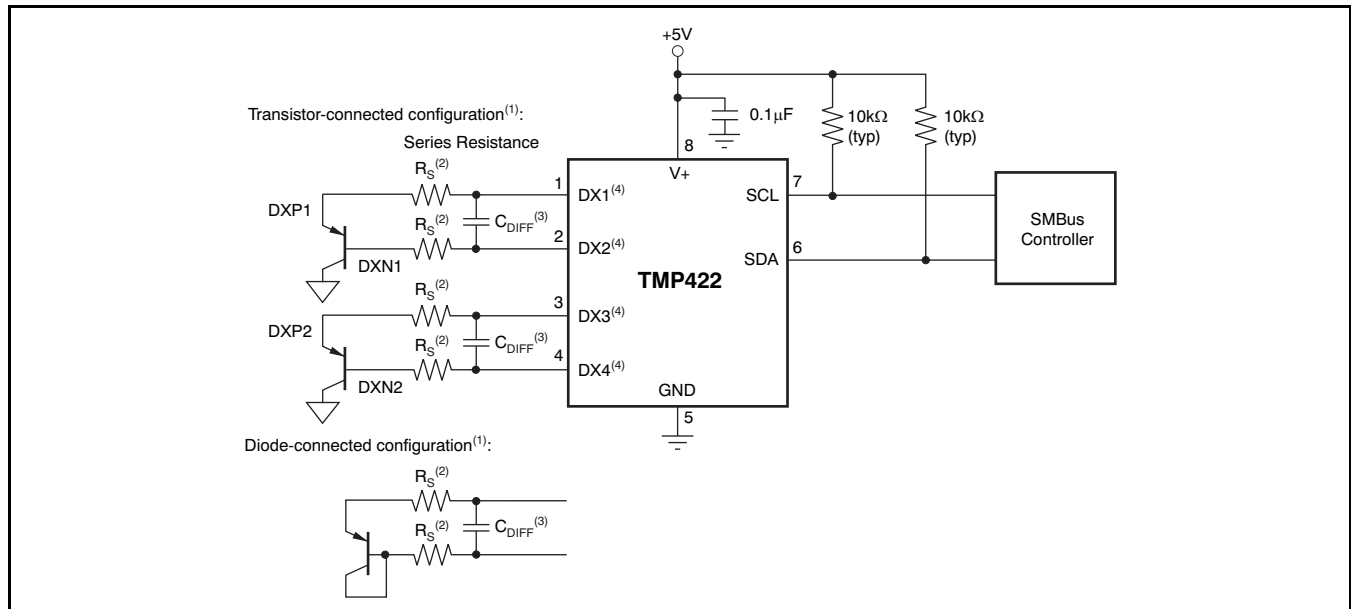 +5V
Transistor-connected configuration(1):
0.1μF
10kΩ
(typ)
10kΩ
(typ)
Series Resistance
RS(2)
8
V+
1
DX1(4)
SCL
7
DXP1
CDIFF(3)
SMBus
Controller
RS(2)
2
DX2(4)
DXN1
SDA
6
TMP422
RS(2)
3
DX3(4)
DXP2
CDIFF(3)
RS(2)
4
DX4(4)
DXN2
GND
5
Diode-connected configuration(1):
RS(2)
CDIFF(3)
RS(2)